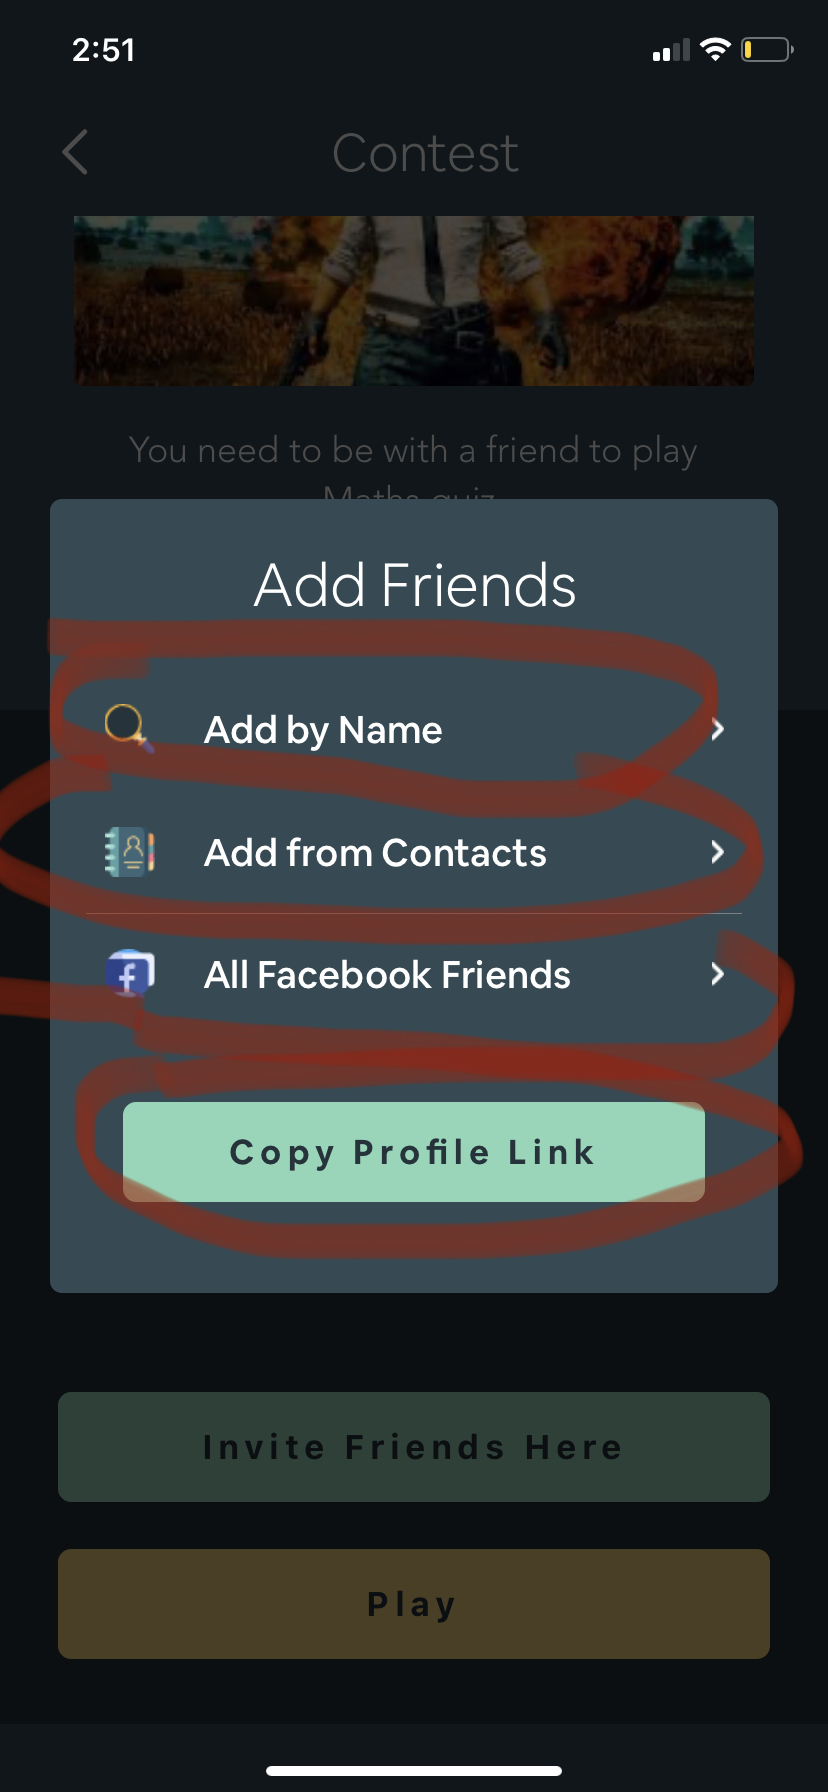 2:51
Contest
You need to be with a friend to play
Maths quiz
Add Friends
Add by Name
Add from Contacts
All Facebook Friends
Copy Profile Link
Invite Friends Here
Play